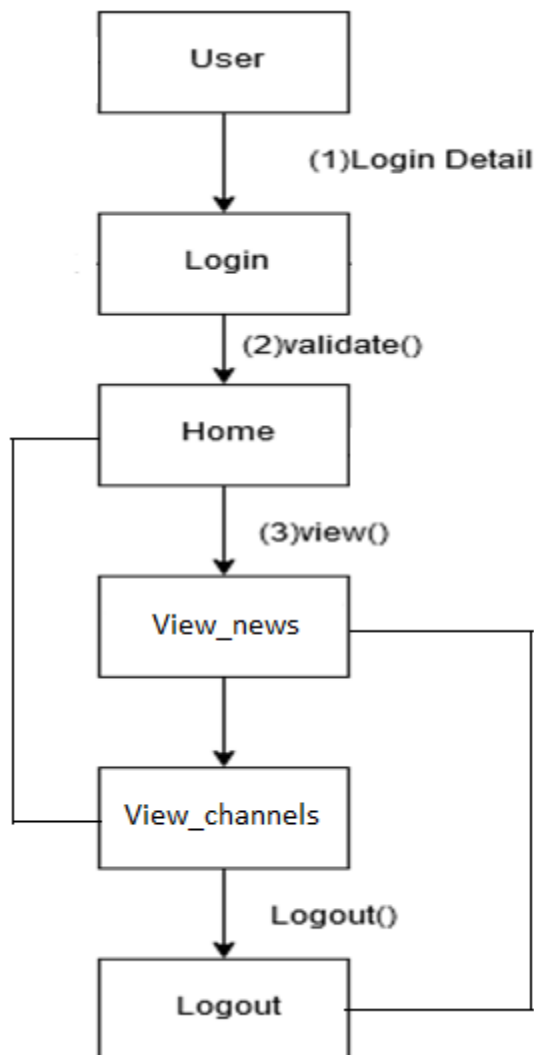 User
(1)Login Detail
Login
(2)validate()
Home
(3)view()
View_news
View_channels
Logout()
Logout